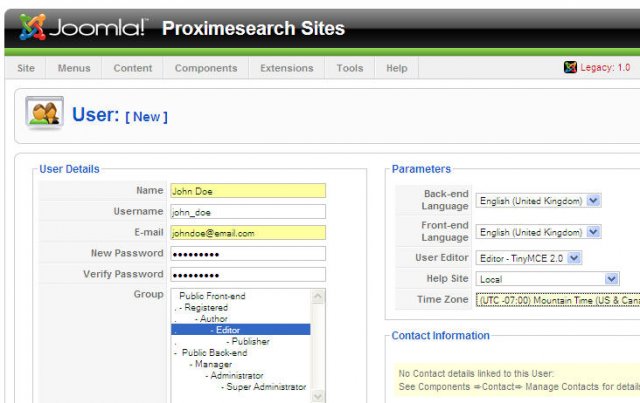 Joomla! Proximesearch Sites
Site Menus Content Components Extensions Tools Help Legacy: 1.0
User: [ New ]
User Details
Name John Doe
Username john_doe
E-mail johndoe@email.com
New Password •••••••••
Verify Password •••••••••
Group Public Front-end
. - Registered
. - Author
. - Editor
. - Publisher
- Public Back-end
- Manager
- Administrator
- Super Administrator
Parameters
Back-end Language English (United Kingdom)
Front-end Language English (United Kingdom)
User Editor Editor - TinyMCE 2.0
Help Site Local
Time Zone (UTC -07:00) Mountain Time (US & Cana
Contact Information
No Contact details linked to this User:
See Components => Contact=> Manage Contacts for details